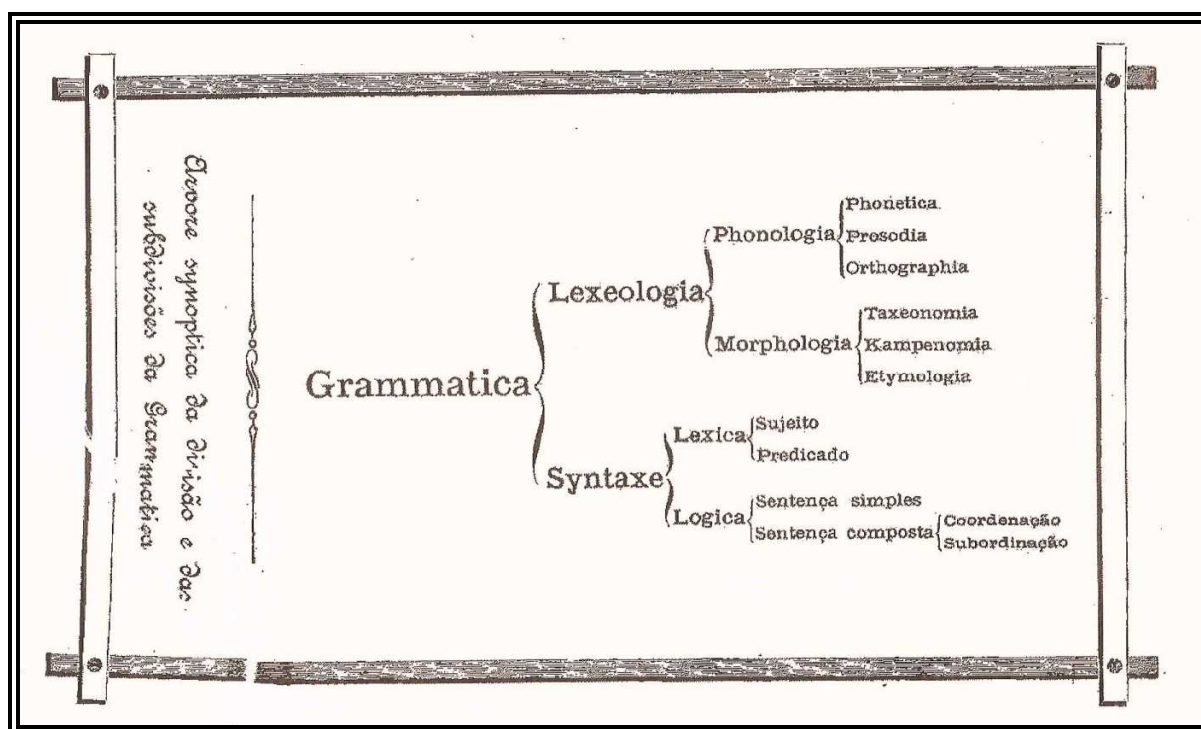 Arvore synoptica da divisão e das
subdivisões da Grammatica
Grammatica
Lexeologia
Phonologia
Phonetica
Presodia
Orthographia
Morphologia
Taxeonomia
Kampenomia
Etymologia
Syntaxe
Lexica
Sujeito
Predicado
Logica
Sentença simples
Sentença composta
Coordenação
Subordinação